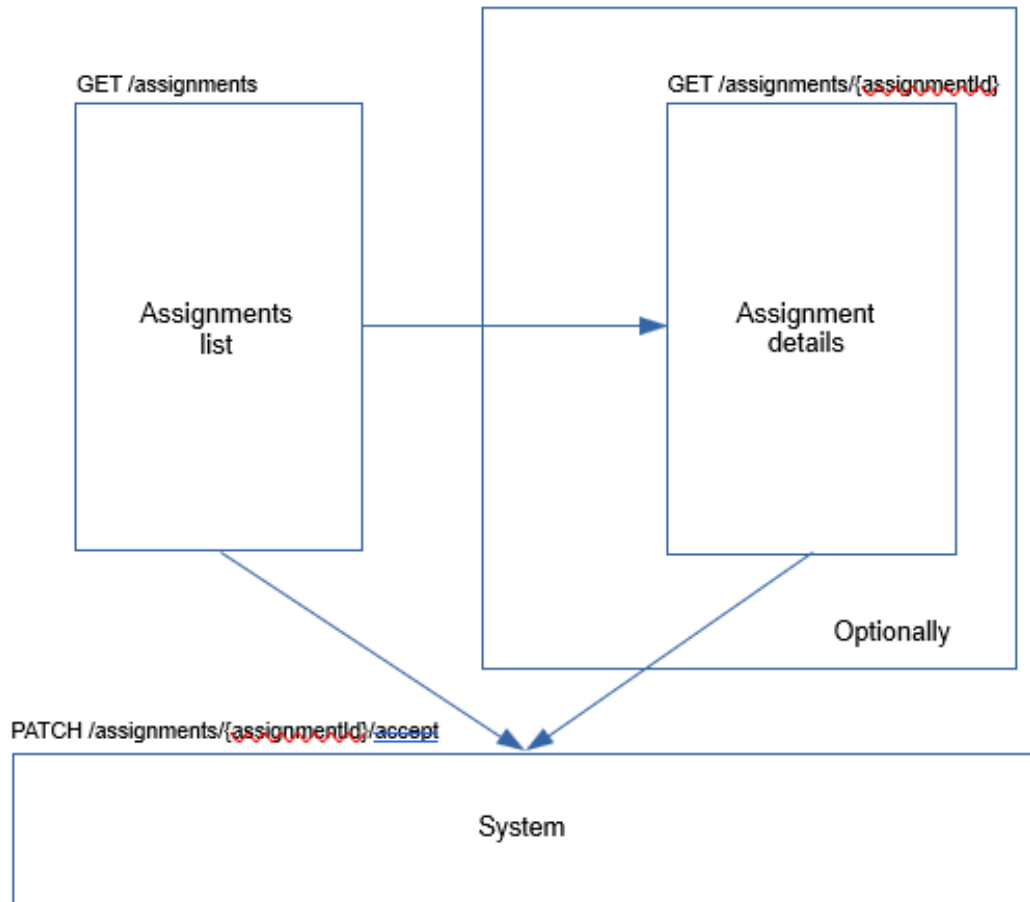 GET /assignments
GET /assignments/{assignmentId}
Assignments
list
Assignment
details
Optionally
PATCH /assignments/{assignmentId}/accept
System